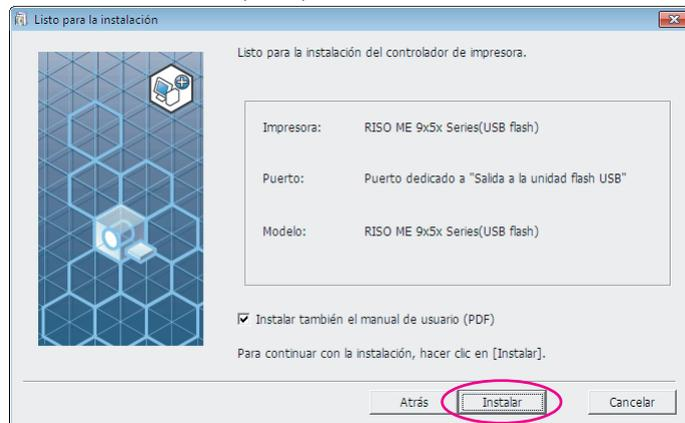 Listo para la instalación
Listo para la instalación del controlador de impresora.
Impresora: RISO ME 9x5x Series(USB flash)
Puerto: Puerto dedicado a "Salida a la unidad flash USB"
Modelo: RISO ME 9x5x Series(USB flash)
Instalar también el manual de usuario (PDF)
Para continuar con la instalación, hacer clic en [Instalar].
Atrás Instalar Cancelar